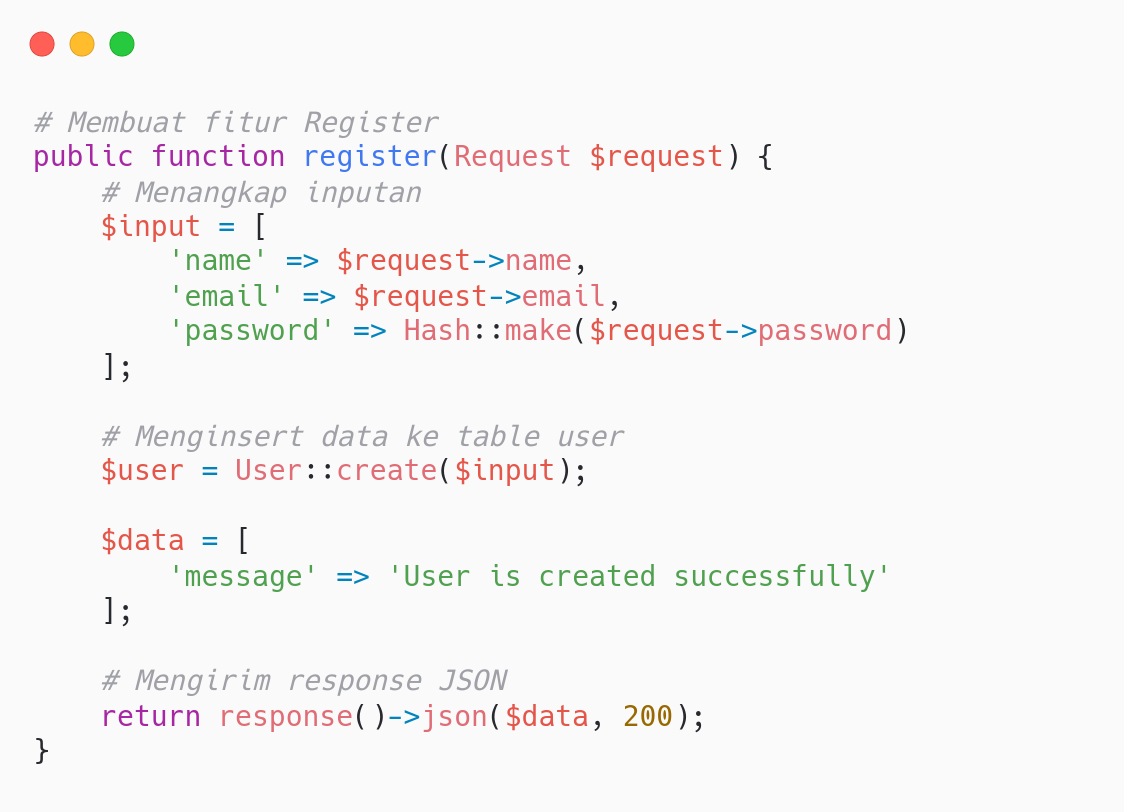 # Membuat fitur Register
public function register(Request $request) {
    # Menangkap inputan
    $input = [
        'name' => $request->name,
        'email' => $request->email,
        'password' => Hash::make($request->password)
    ];
    # Menginsert data ke table user
    $user = User::create($input);
    $data = [
        'message' => 'User is created successfully'
    ];
    # Mengirim response JSON
    return response()->json($data, 200);
}